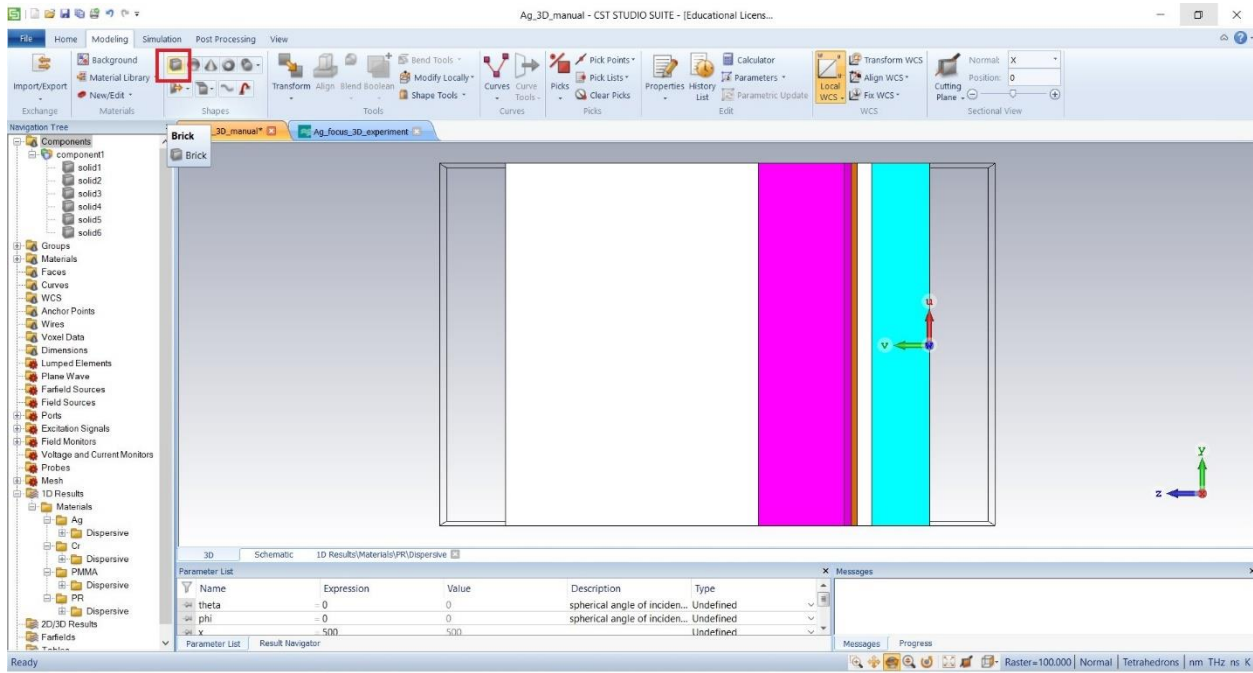 Ag_3D_manual - CST STUDIO SUITE - [Educational Licens...
File Home Modeling Simulation Post Processing View
Import/Export
Exchange
Background
Material Library
New/Edit
Materials
Shapes
Transform Align Blend Boolean
Bend Tools
Modify Locally
Shape Tools
Tools
Curves Curve Tools
Curves
Picks
Pick Points
Pick Lists
Clear Picks
Picks
Properties History List
Calculator
Parameters
Parametric Update
Edit
Local WCS
Transform WCS
Align WCS
Fix WCS
WCS
Cutting Plane
Normal: X
Position: 0
Sectional View
Navigation Tree
Components
component1
solid1
solid2
solid3
solid4
solid5
solid6
Groups
Materials
Faces
Curves
WCS
Anchor Points
Wires
Voxel Data
Dimensions
Lumped Elements
Plane Wave
Farfield Sources
Field Sources
Ports
Excitation Signals
Field Monitors
Voltage and Current Monitors
Probes
Mesh
1D Results
Materials
Ag
Dispersive
Cr
Dispersive
PMMA
Dispersive
PR
Dispersive
2D/3D Results
Farfields
Tables
Brick
Brick
_3D_manual* Ag_focus_3D_experiment
u
v
w
y
z
3D Schematic 1D Results\Materials\PR\Dispersive
Parameter List
Name Expression Value Description Type
theta = 0 0 spherical angle of inciden... Undefined
phi = 0 0 spherical angle of inciden... Undefined
x = 500 500 Undefined
Parameter List Result Navigator
Messages
Messages Progress
Ready
Raster=100.000 Normal Tetrahedrons nm THz ns K